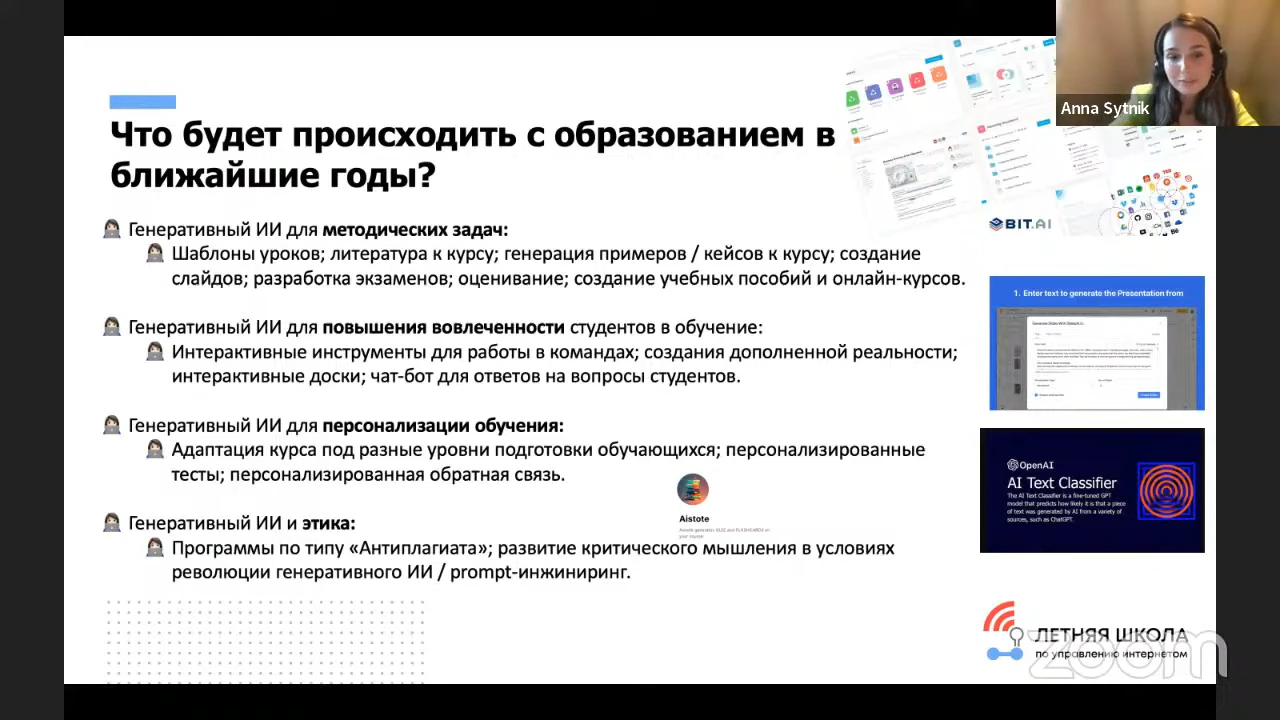 Anna Sytnik
Что будет происходить с образованием в
ближайшие годы?
BIT.AI
Генеративный ИИ для методических задач:
Шаблоны уроков; литература к курсу; генерация примеров / кейсов к курсу; создание
слайдов; разработка экзаменов; оценивание; создание учебных пособий и онлайн-курсов.
1. Enter text to generate the Presentation from
Генеративный ИИ для повышения вовлеченности студентов в обучение:
Интерактивные инструменты для работы в командах; создания дополненной реальности;
интерактивные доски; чат-бот для ответов на вопросы студентов.
Генеративный ИИ для персонализации обучения:
Адаптация курса под разные уровни подготовки обучающихся; персонализированные
тесты; персонализированная обратная связь.
OpenAI
AI Text Classifier
The AI Text Classifier is a fine-tuned GPT
model that predicts how likely it is that a piece
of text was generated by AI from a variety of
sources, such as ChatGPT.
Aistote
Генеративный ИИ и этика:
Программы по типу «Антиплагиата»; развитие критического мышления в условиях
революции генеративного ИИ / prompt-инжиниринг.
ЛЕТНЯЯ ШКОЛА
по управлению интернетом
zoom